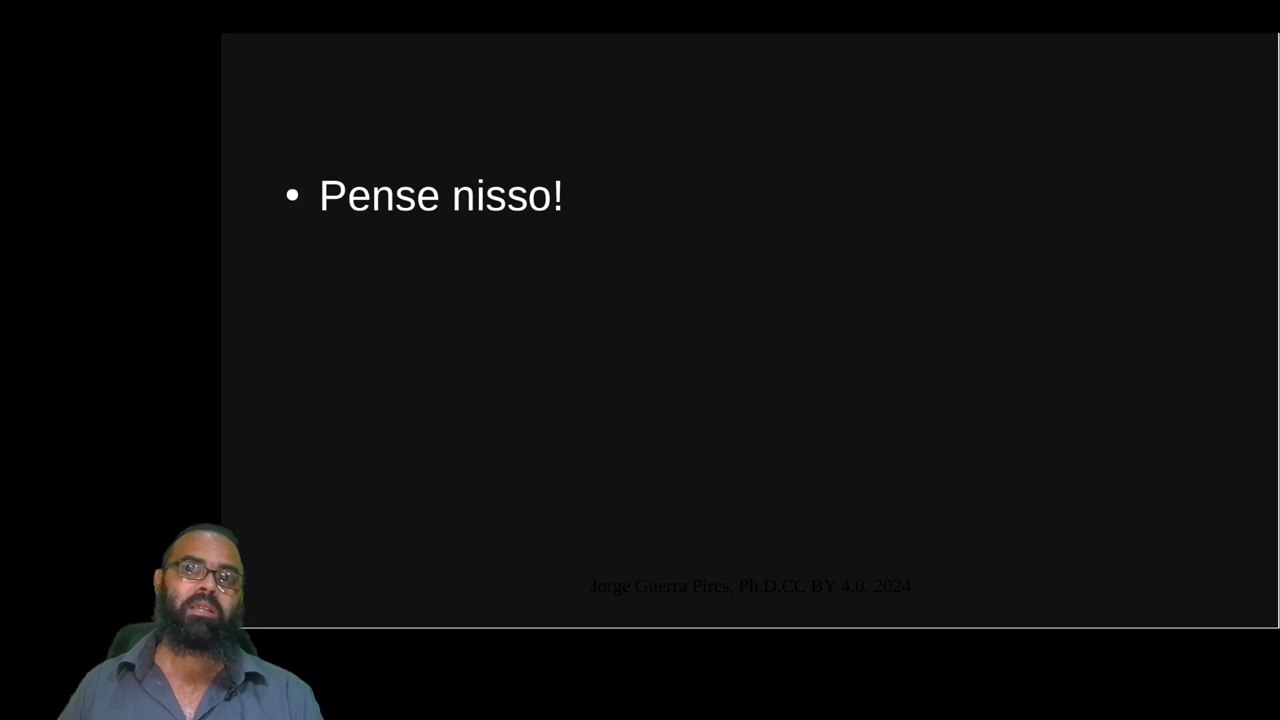 • Pense nisso!
Jorge Guerra Pires, Ph.D.CC BY 4.0, 2024